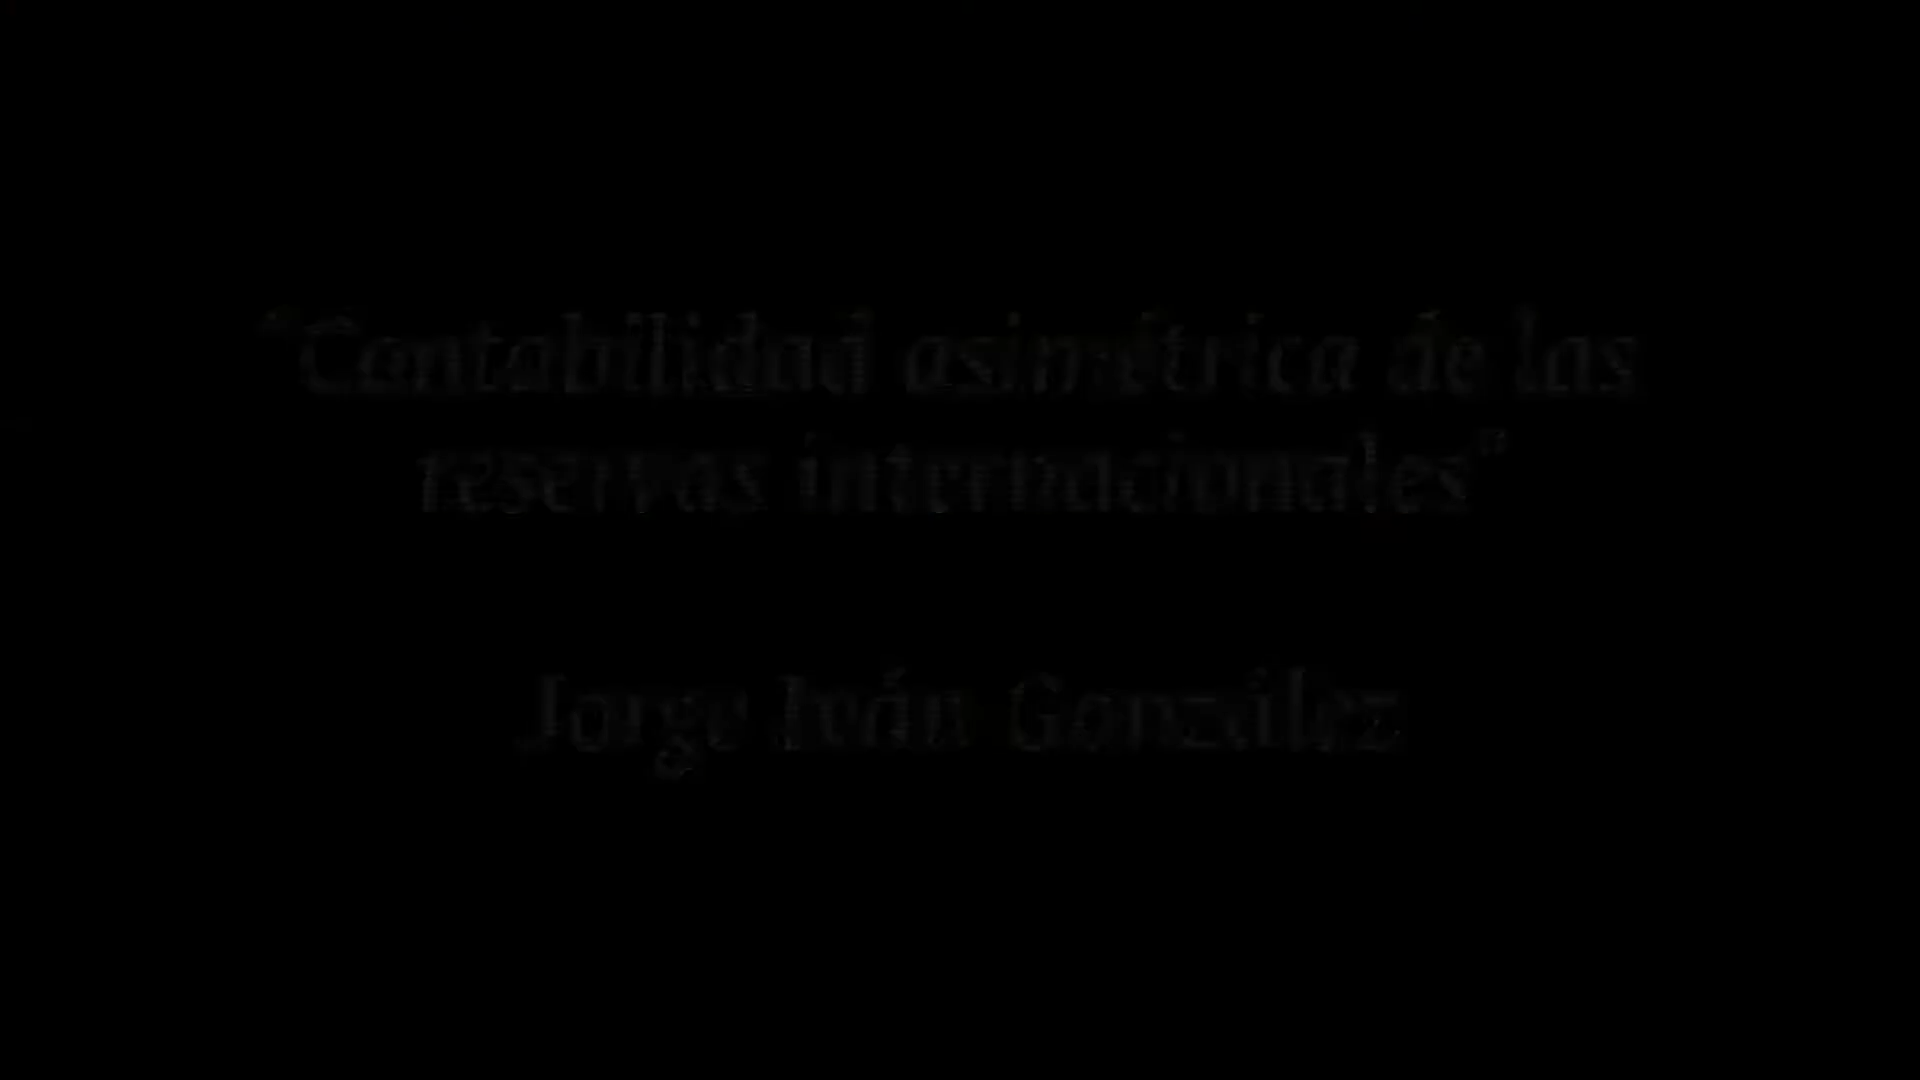 "Contabilidad asimétrica de las
reservas internacionales"
Jorge Iván González